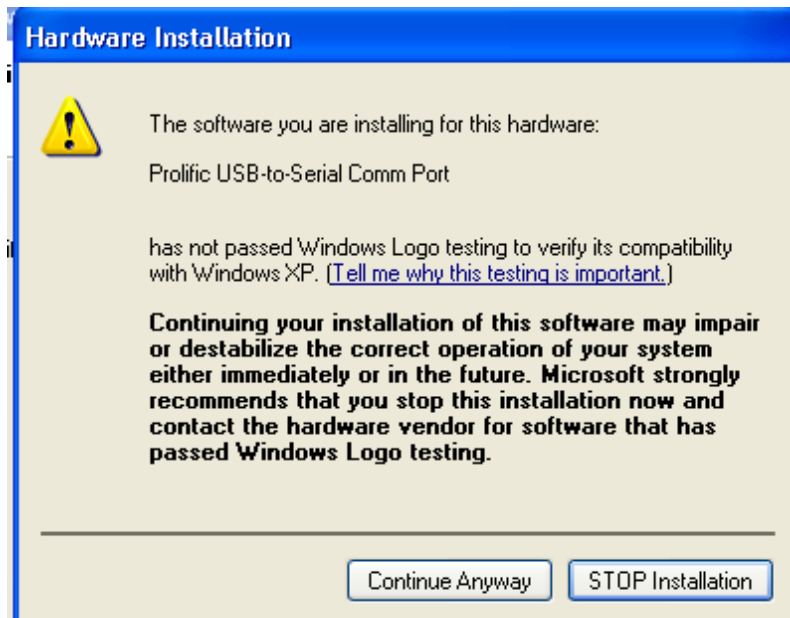 Hardware Installation
The software you are installing for this hardware:
Prolific USB-to-Serial Comm Port
has not passed Windows Logo testing to verify its compatibility
with Windows XP. (Tell me why this testing is important.)
Continuing your installation of this software may impair
or destabilize the correct operation of your system
either immediately or in the future. Microsoft strongly
recommends that you stop this installation now and
contact the hardware vendor for software that has
passed Windows Logo testing.
Continue Anyway
STOP Installation